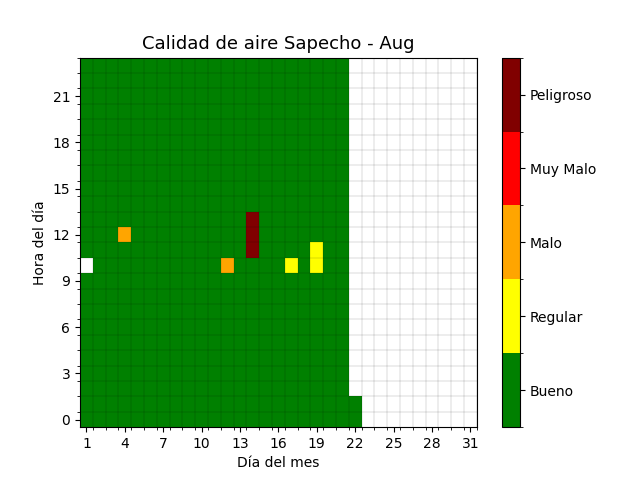 Calidad de aire Sapecho - Aug
21
18
15
12
9
6
3
0
Hora del día
1 4 7 10 13 16 19 22 25 28 31
Día del mes
Peligroso
Muy Malo
Malo
Regular
Bueno